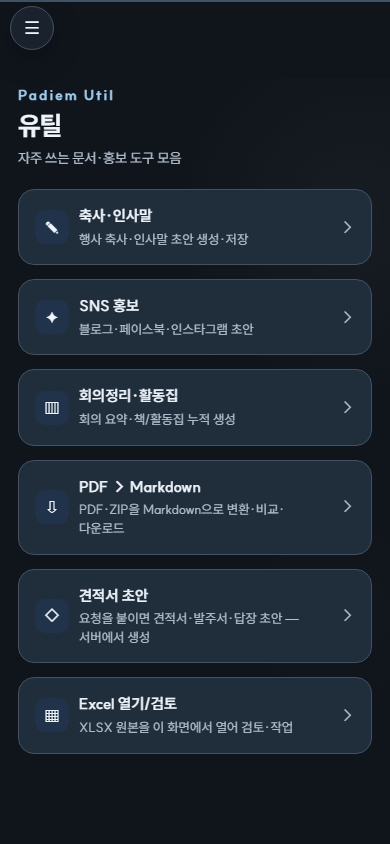 Padiem Util
유틸
자주 쓰는 문서·홍보 도구 모음
축사·인사말
행사 축사·인사말 초안 생성·저장
SNS 홍보
블로그·페이스북·인스타그램 초안
회의정리·활동집
회의 요약·책/활동집 누적 생성
PDF > Markdown
PDF·ZIP을 Markdown으로 변환·비교·
다운로드
견적서 초안
요청을 붙이면 견적서·발주서·답장 초안 —
서버에서 생성
Excel 열기/검토
XLSX 원본을 이 화면에서 열어 검토·작업